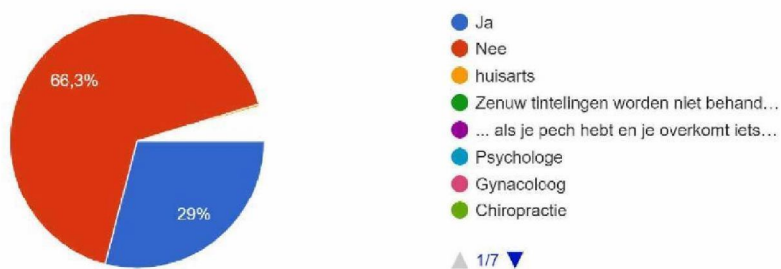 66,3%
29%
Ja
Nee
huisarts
Zenuw tintelingen worden niet behand...
... als je pech hebt en je overkomt iets...
Psychologe
Gynacoloog
Chiropractie
1/7